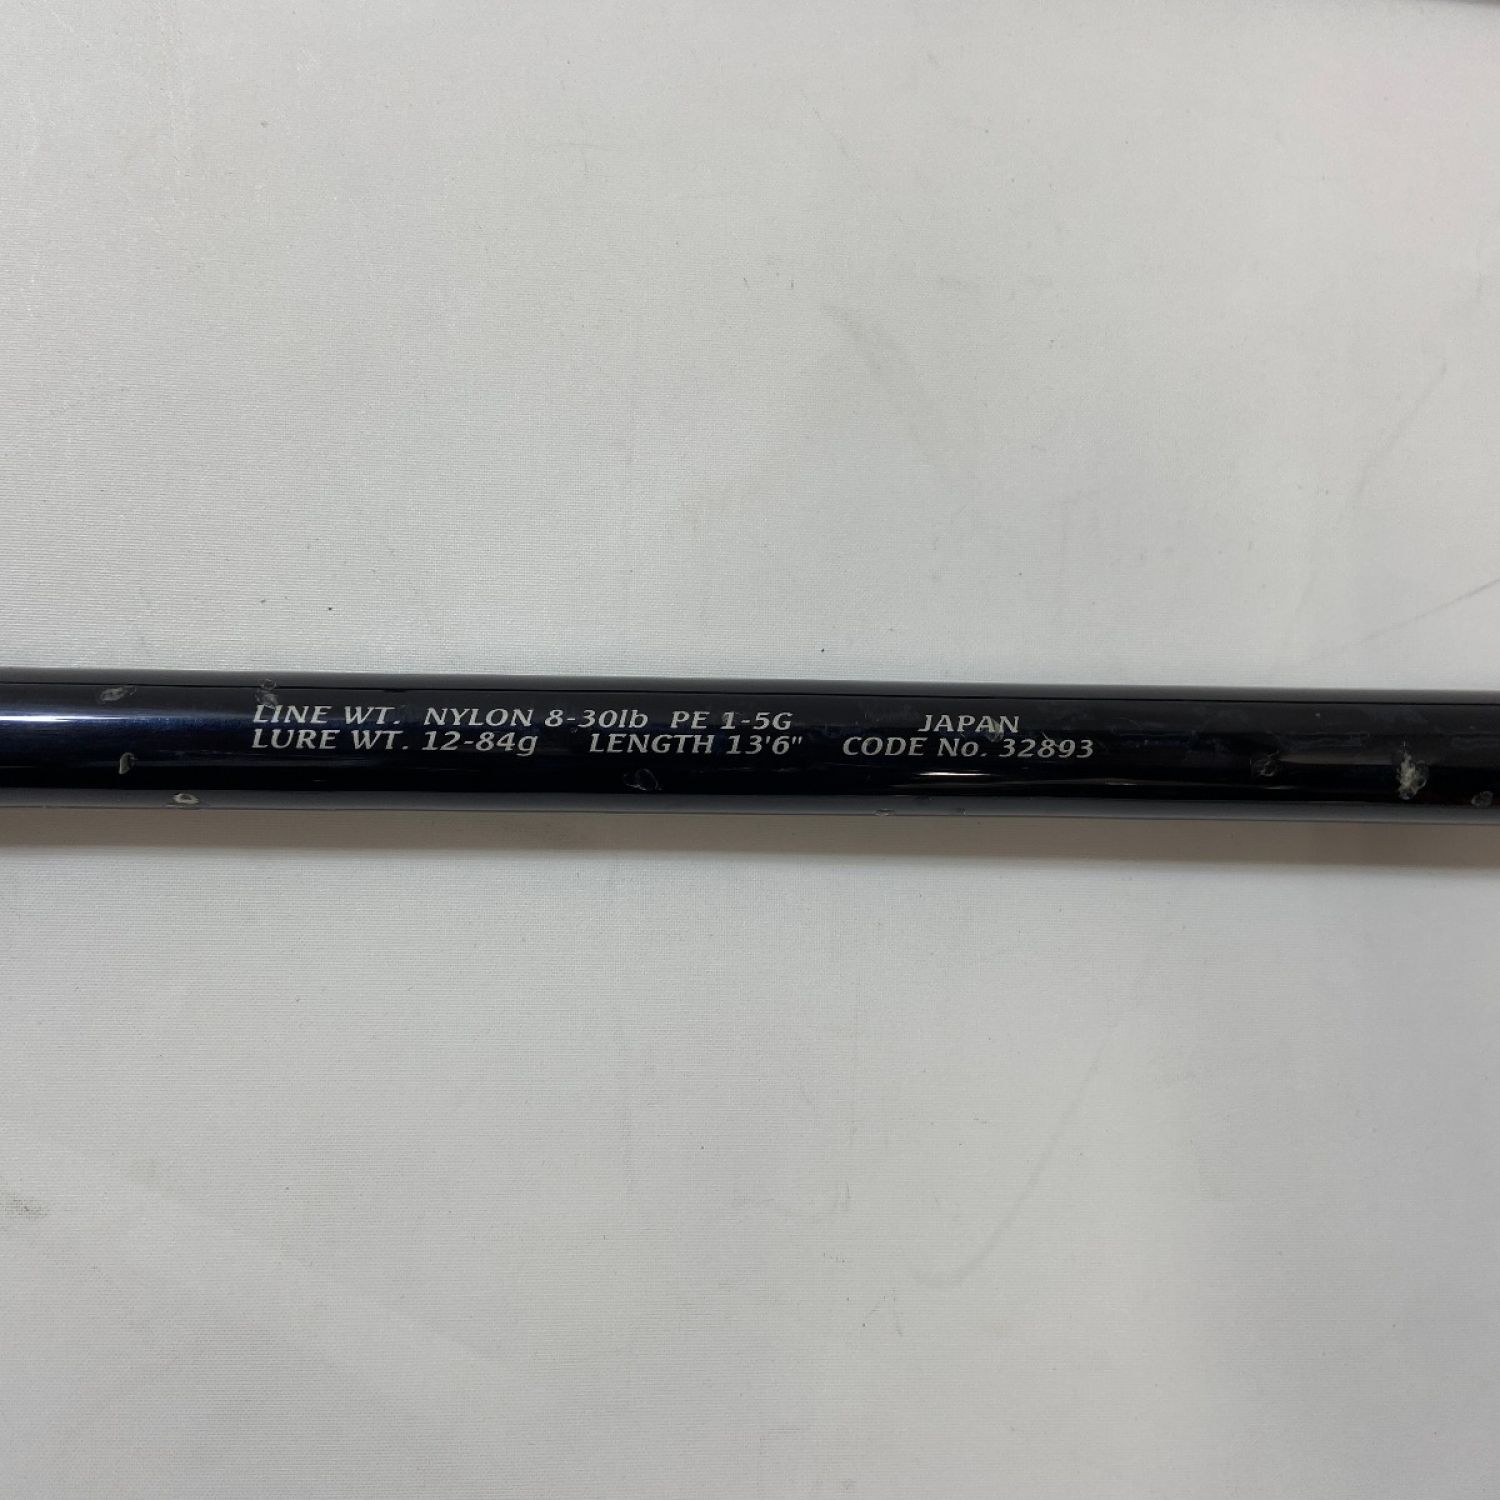 LINE WT. NYLON 8-30lb PE 1-5G JAPAN
LURE WT. 12-84g LENGTH 13'6" CODE No. 32893